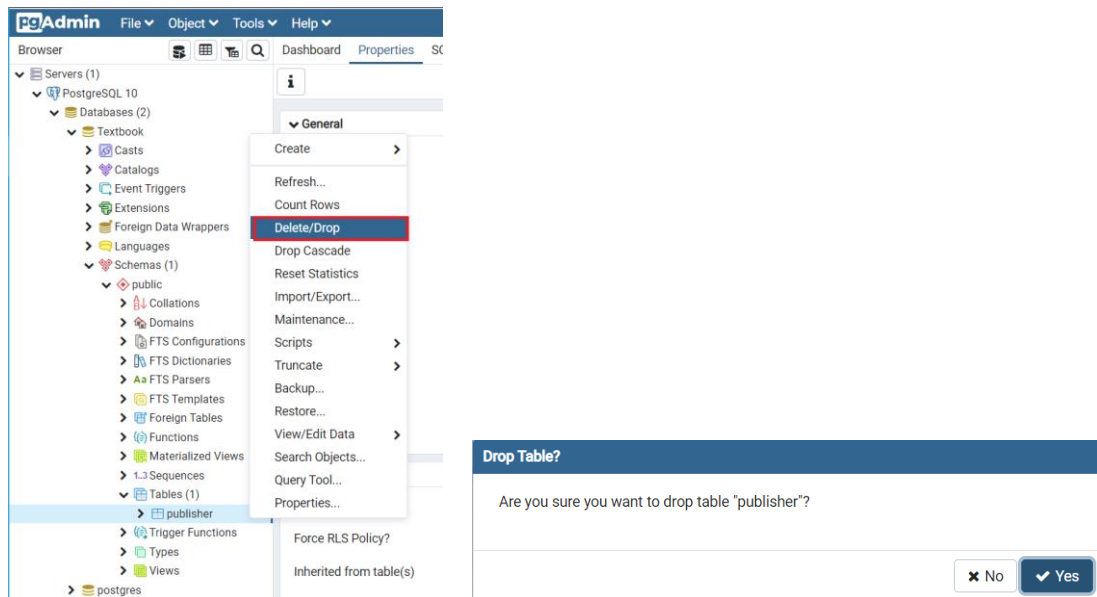 pgAdmin File Object Tools Help
Browser
Dashboard Properties SQ
Servers (1)
PostgreSQL 10
Databases (2)
Textbook
Casts
Catalogs
Event Triggers
Extensions
Foreign Data Wrappers
Languages
Schemas (1)
public
Collations
Domains
FTS Configurations
FTS Dictionaries
Aa FTS Parsers
FTS Templates
Foreign Tables
Functions
Materialized Views
1..3 Sequences
Tables (1)
publisher
Trigger Functions
Types
Views
postgres
i
General
Create
Refresh...
Count Rows
Delete/Drop
Drop Cascade
Reset Statistics
Import/Export...
Maintenance...
Scripts
Truncate
Backup...
Restore...
View/Edit Data
Search Objects...
Query Tool...
Properties...
Force RLS Policy?
Inherited from table(s)
Drop Table?
Are you sure you want to drop table "publisher"?
No
Yes